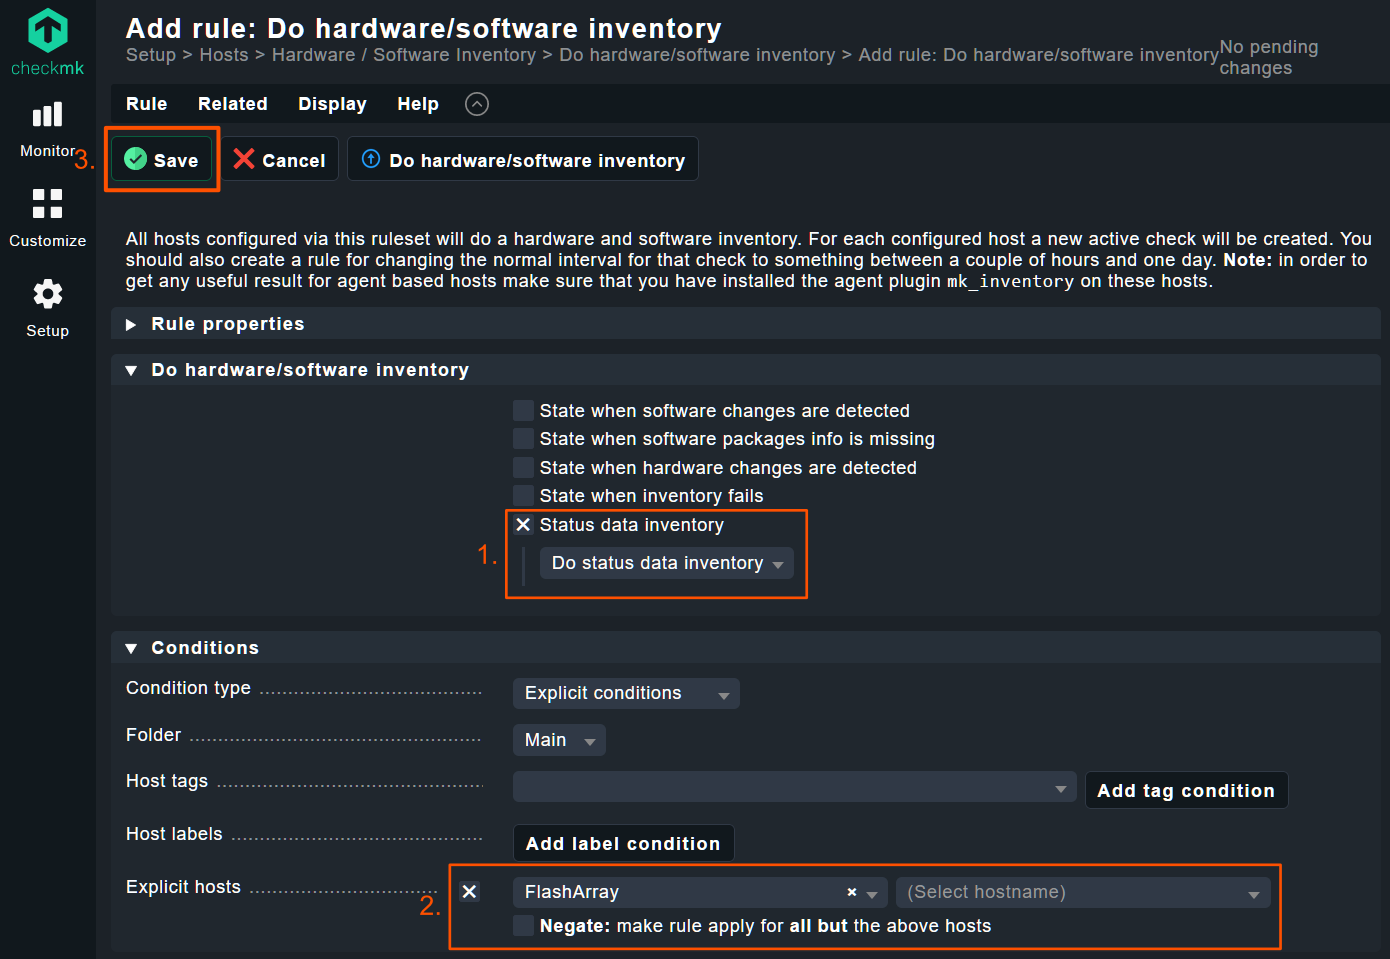 Add rule: Do hardware/software inventory
Setup > Hosts > Hardware / Software Inventory > Do hardware/software inventory > Add rule: Do hardware/software inventory
No pending
changes
checkmk
Rule Related Display Help
Monitor
3.
Save Cancel Do hardware/software inventory
Customize
Setup
All hosts configured via this ruleset will do a hardware and software inventory. For each configured host a new active check will be created. You
should also create a rule for changing the normal interval for that check to something between a couple of hours and one day. Note: in order to
get any useful result for agent based hosts make sure that you have installed the agent plugin mk_inventory on these hosts.
Rule properties
Do hardware/software inventory
State when software changes are detected
State when software packages info is missing
State when hardware changes are detected
State when inventory fails
Status data inventory
1.
Do status data inventory
Conditions
Condition type Explicit conditions
Folder Main
Host tags Add tag condition
Host labels Add label condition
Explicit hosts FlashArray (Select hostname)
2.
Negate: make rule apply for all but the above hosts